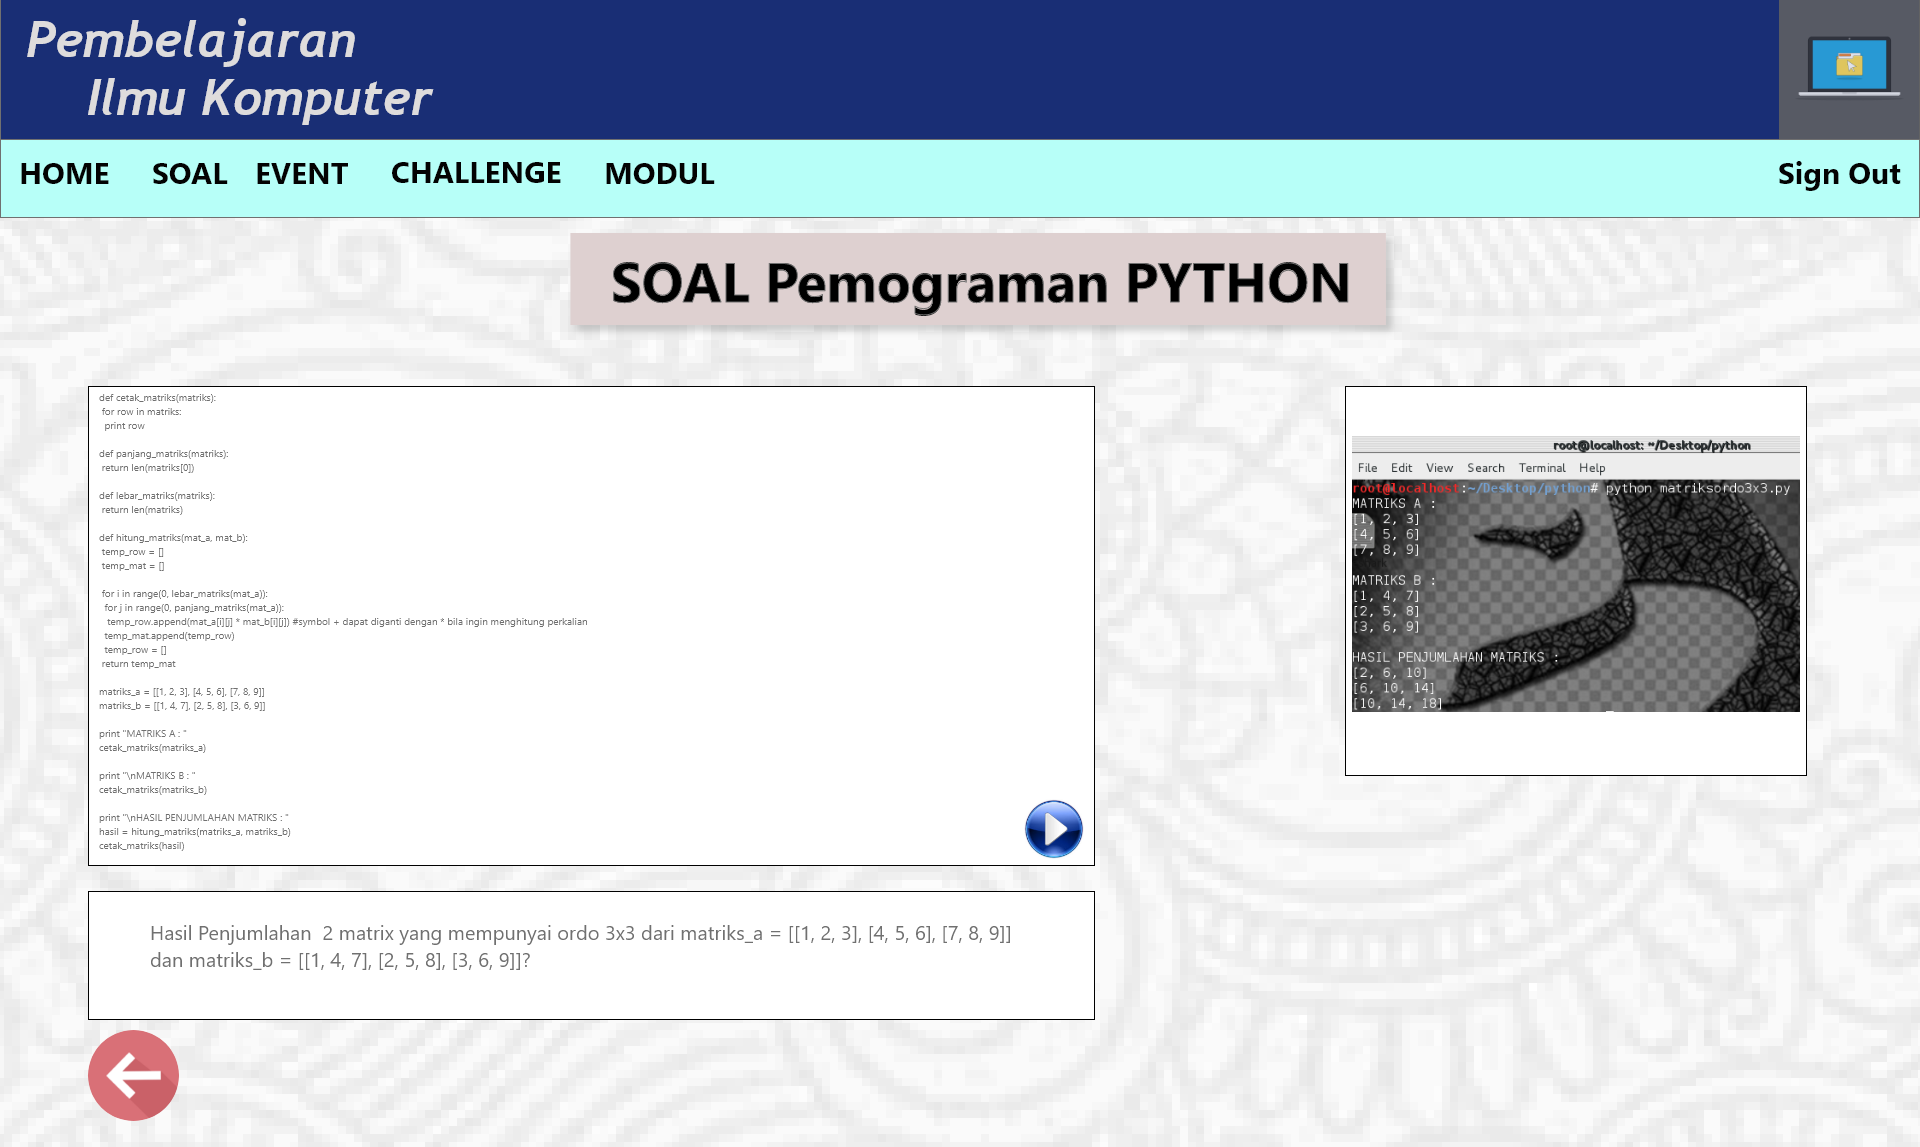 Pembelajaran
Ilmu Komputer
HOME SOAL EVENT CHALLENGE MODUL Sign Out
SOAL Pemograman PYTHON
def cetak_matriks(matriks):
for row in matriks:
print row
def panjang_matriks(matriks):
return len(matriks[0])
def lebar_matriks(matriks):
return len(matriks)
def hitung_matriks(mat_a, mat_b):
temp_row = []
temp_mat = []
for i in range(0, lebar_matriks(mat_a)):
for j in range(0, panjang_matriks(mat_a)):
temp_row.append(mat_a[i][j] * mat_b[i][j]) #symbol + dapat diganti dengan * bila ingin menghitung perkalian
temp_mat.append(temp_row)
temp_row = []
return temp_mat
matriks_a = [[1, 2, 3], [4, 5, 6], [7, 8, 9]]
matriks_b = [[1, 4, 7], [2, 5, 8], [3, 6, 9]]
print "MATRIKS A : "
cetak_matriks(matriks_a)
print "\nMATRIKS B : "
cetak_matriks(matriks_b)
print "\nHASIL PENJUMLAHAN MATRIKS : "
hasil = hitung_matriks(matriks_a, matriks_b)
cetak_matriks(hasil)
root@localhost: ~/Desktop/python
File Edit View Search Terminal Help
root@localhost:~/Desktop/python# python matriksordo3x3.py
MATRIKS A :
[1, 2, 3]
[4, 5, 6]
[7, 8, 9]
MATRIKS B :
[1, 4, 7]
[2, 5, 8]
[3, 6, 9]
HASIL PENJUMLAHAN MATRIKS :
[2, 6, 10]
[6, 10, 14]
[10, 14, 18]
Hasil Penjumlahan 2 matrix yang mempunyai ordo 3x3 dari matriks_a = [[1, 2, 3], [4, 5, 6], [7, 8, 9]]
dan matriks_b = [[1, 4, 7], [2, 5, 8], [3, 6, 9]]?